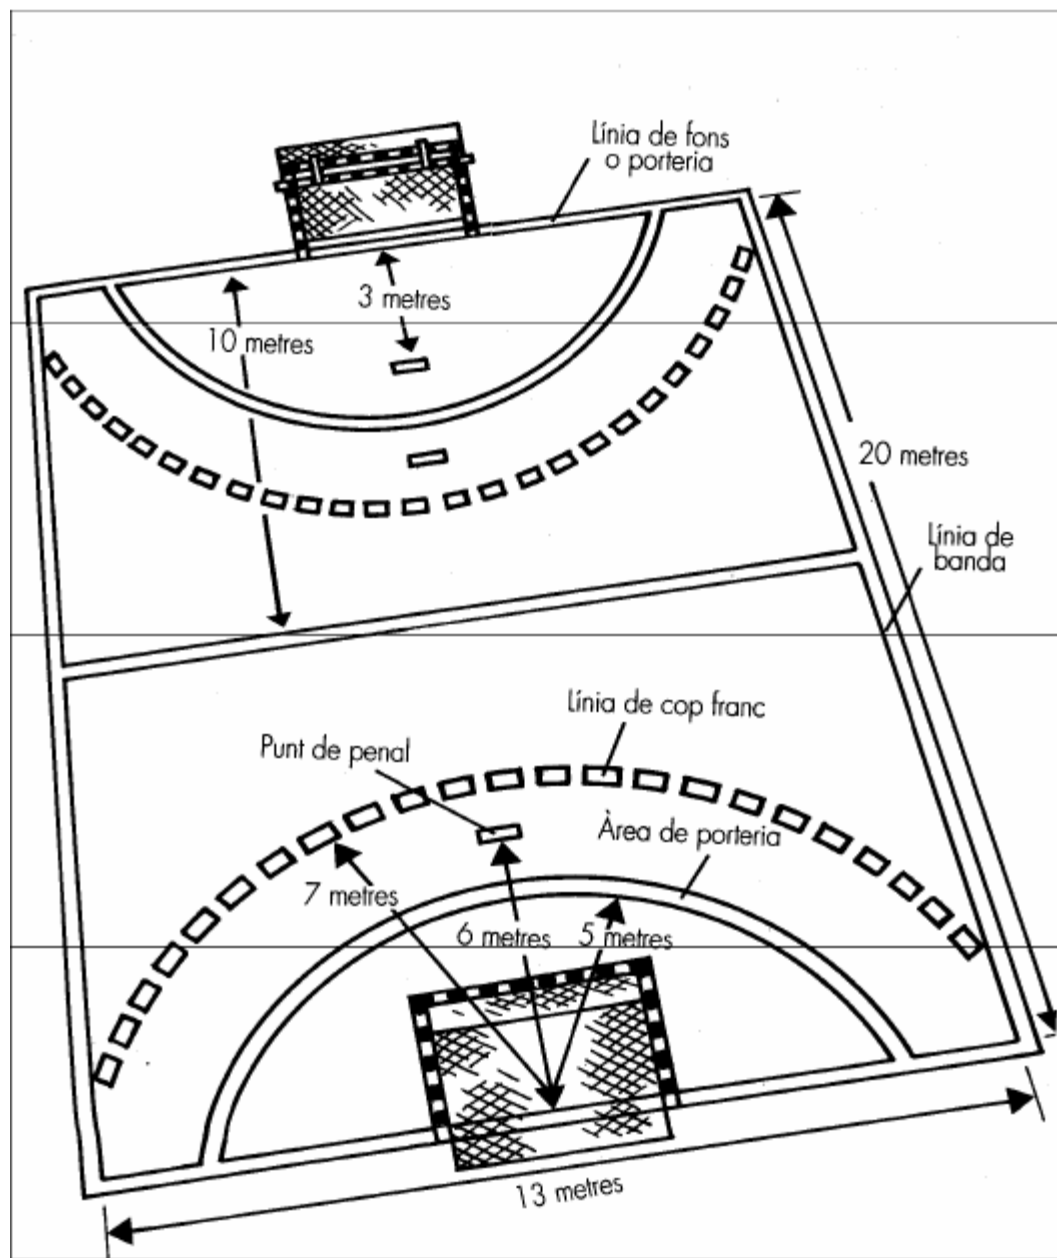 Línia de fons
o porteria
3 metres
10 metres
20 metres
Línia de
banda
Línia de cop franc
Punt de penal
Àrea de porteria
7 metres
6 metres
5 metres
13 metres